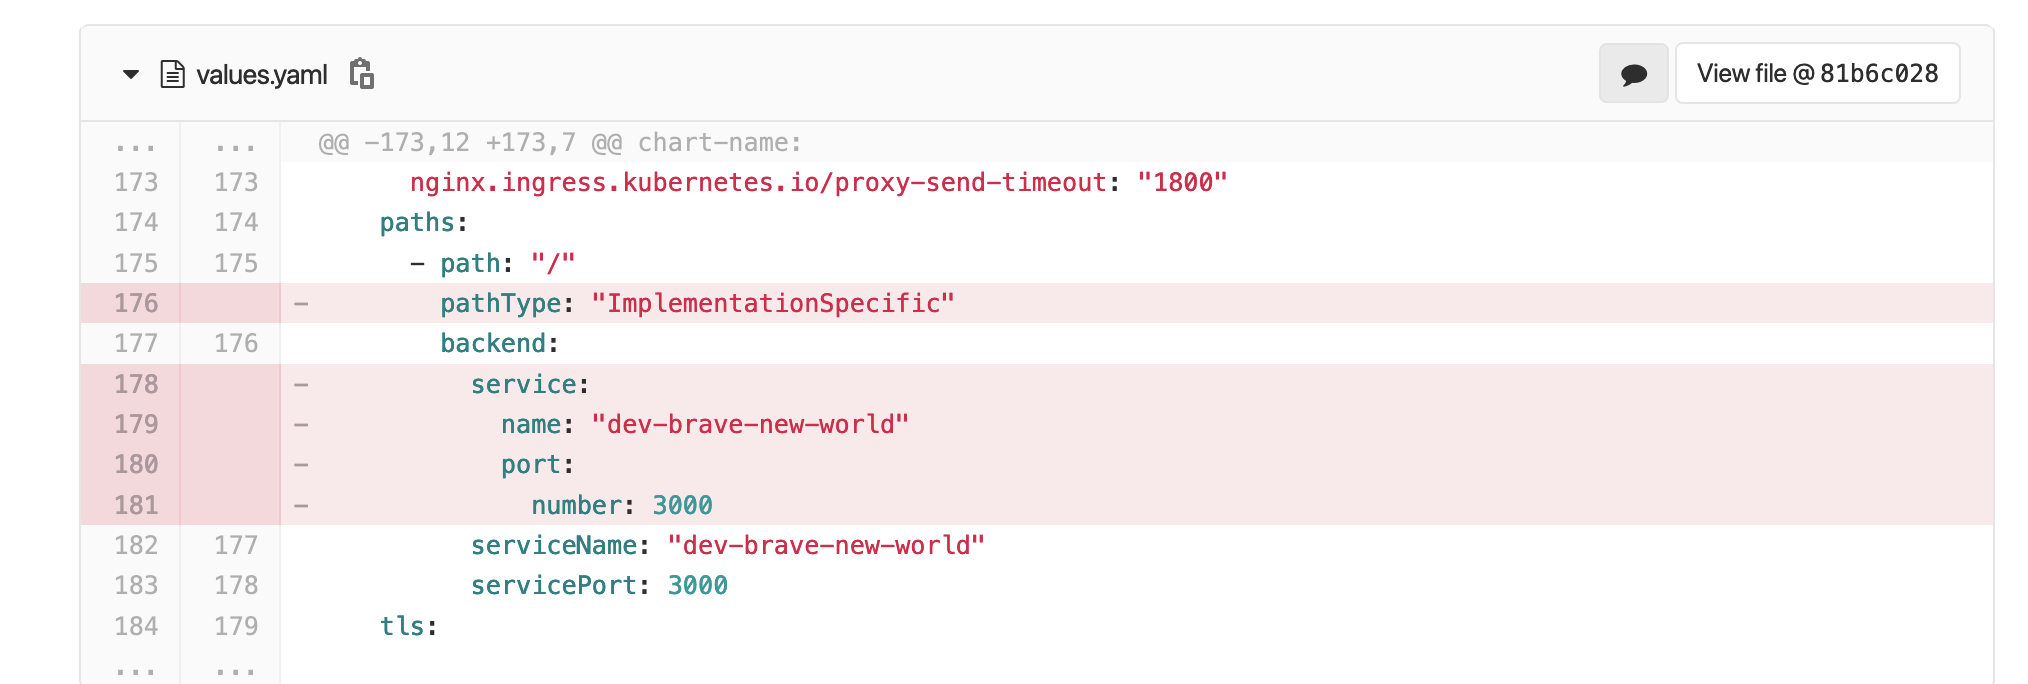 values.yaml
View file @ 81b6c028
... ... @@ -173,12 +173,7 @@ chart-name:
173 173 nginx.ingress.kubernetes.io/proxy-send-timeout: "1800"
174 174 paths:
175 175 - path: "/"
176 - pathType: "ImplementationSpecific"
177 176 backend:
178 - service:
179 - name: "dev-brave-new-world"
180 - port:
181 - number: 3000
182 177 serviceName: "dev-brave-new-world"
183 178 servicePort: 3000
184 179 tls:
... ...